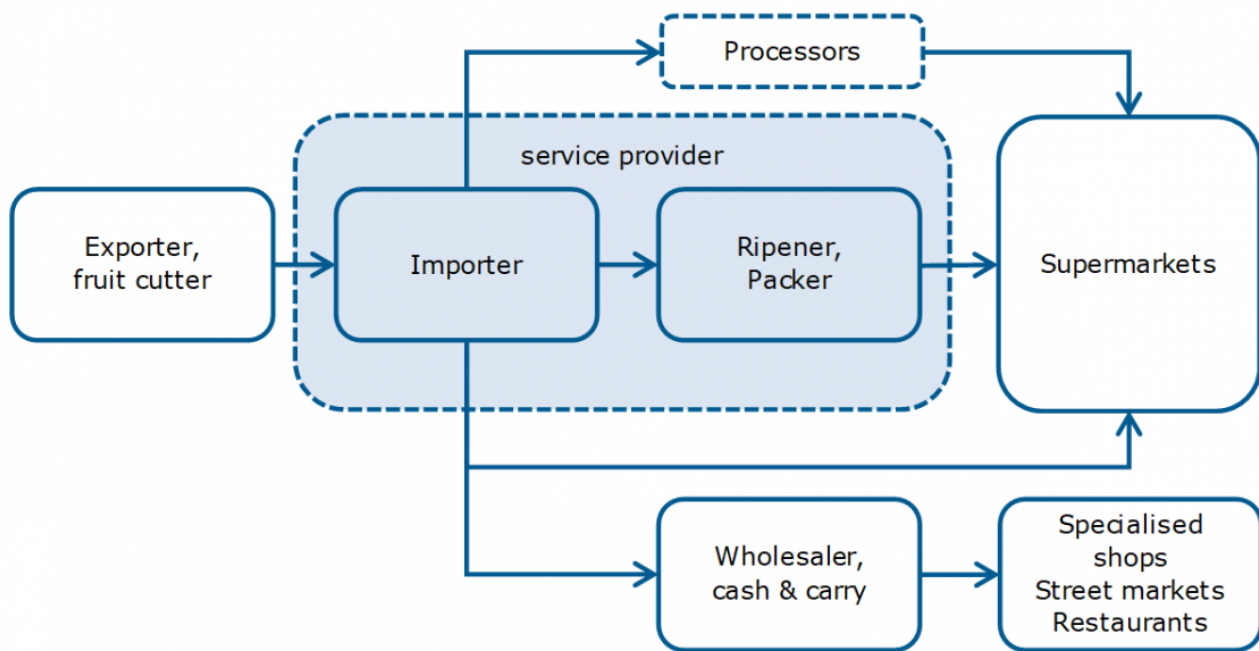 Processors
service provider
Exporter,
fruit cutter
Importer
Ripener,
Packer
Supermarkets
Wholesaler,
cash & carry
Specialised
shops
Street markets
Restaurants